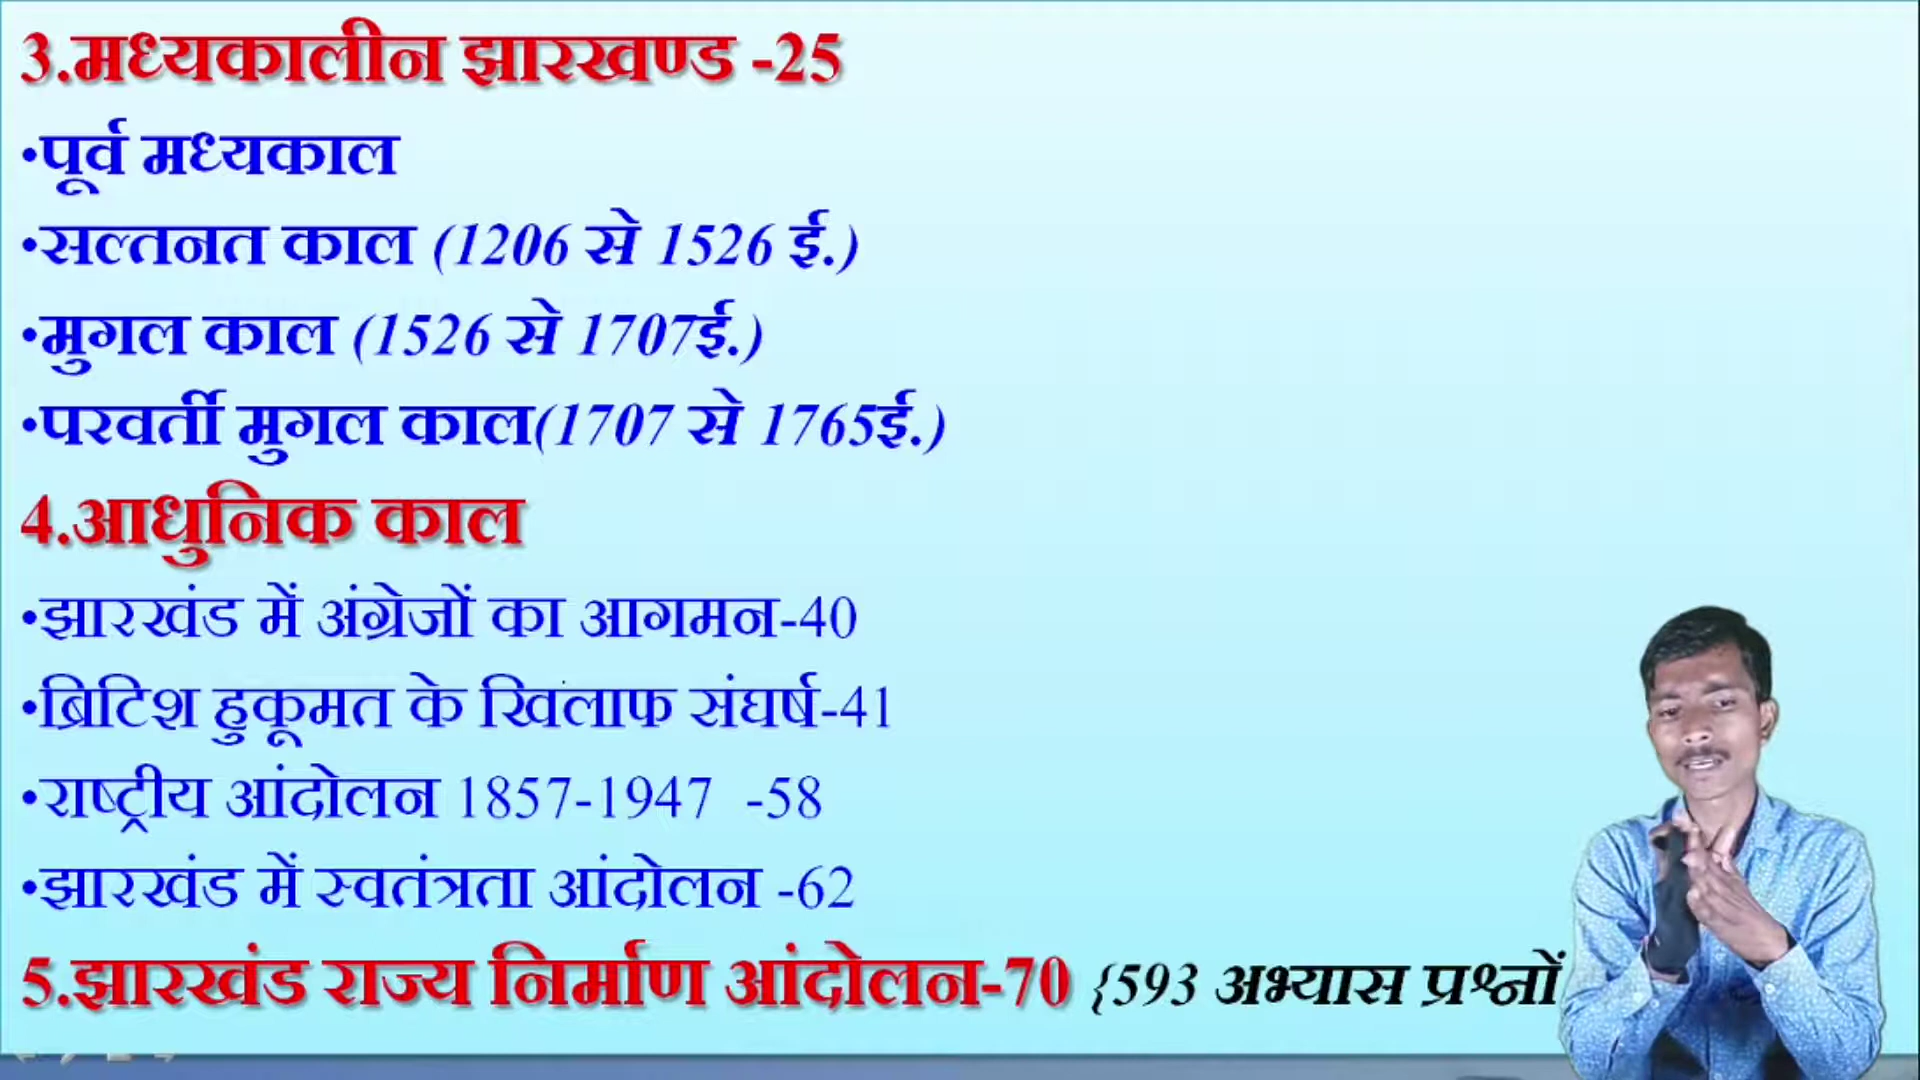 3.मध्यकालीन झारखण्ड -25
•पूर्व मध्यकाल
•सल्तनत काल (1206 से 1526 ई.)
•मुगल काल (1526 से 1707ई.)
•परवर्ती मुगल काल(1707 से 1765ई.)
4.आधुनिक काल
•झारखंड में अंग्रेजों का आगमन-40
•ब्रिटिश हुकूमत के खिलाफ संघर्ष-41
•राष्ट्रीय आंदोलन 1857-1947 -58
•झारखंड में स्वतंत्रता आंदोलन -62
5.झारखंड राज्य निर्माण आंदोलन-70 {593 अभ्यास प्रश्नों